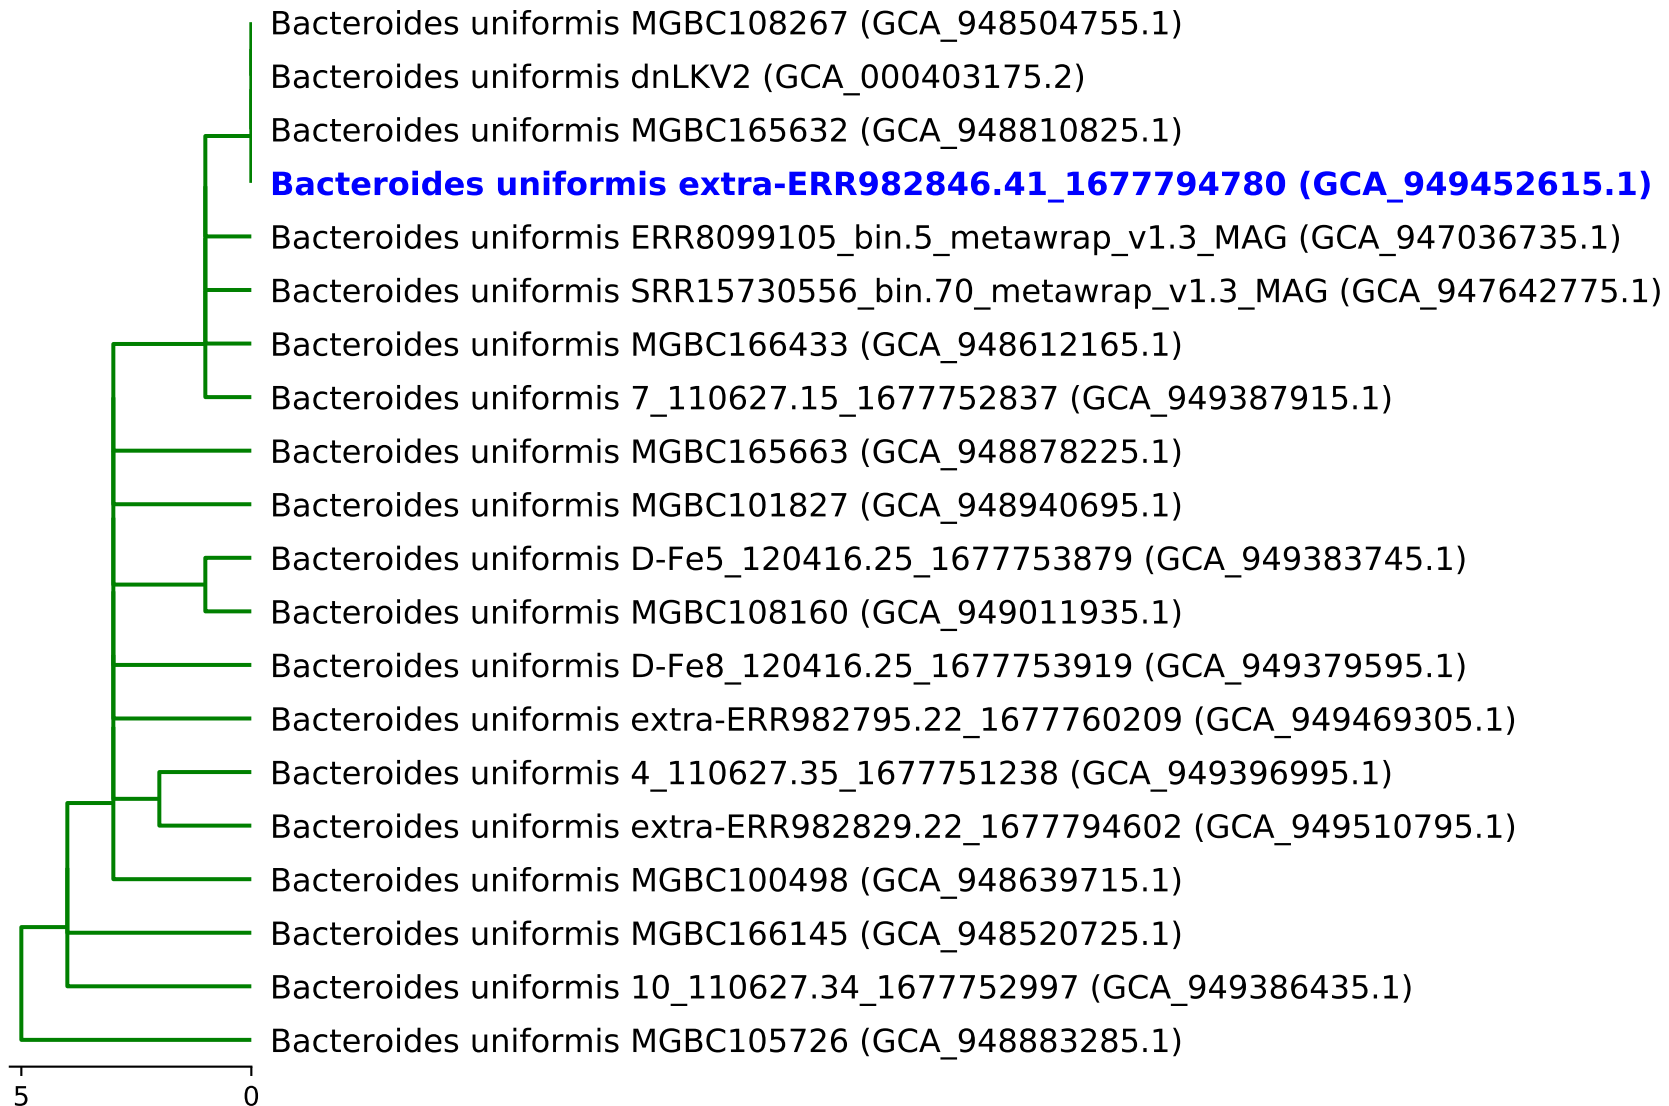 Bacteroides uniformis MGBC108267 (GCA_948504755.1)
Bacteroides uniformis dnLKV2 (GCA_000403175.2)
Bacteroides uniformis MGBC165632 (GCA_948810825.1)
Bacteroides uniformis extra-ERR982846.41_1677794780 (GCA_949452615.1)
Bacteroides uniformis ERR8099105_bin.5_metawrap_v1.3_MAG (GCA_947036735.1)
Bacteroides uniformis SRR15730556_bin.70_metawrap_v1.3_MAG (GCA_947642775.1)
Bacteroides uniformis MGBC166433 (GCA_948612165.1)
Bacteroides uniformis 7_110627.15_1677752837 (GCA_949387915.1)
Bacteroides uniformis MGBC165663 (GCA_948878225.1)
Bacteroides uniformis MGBC101827 (GCA_948940695.1)
Bacteroides uniformis D-Fe5_120416.25_1677753879 (GCA_949383745.1)
Bacteroides uniformis MGBC108160 (GCA_949011935.1)
Bacteroides uniformis D-Fe8_120416.25_1677753919 (GCA_949379595.1)
Bacteroides uniformis extra-ERR982795.22_1677760209 (GCA_949469305.1)
Bacteroides uniformis 4_110627.35_1677751238 (GCA_949396995.1)
Bacteroides uniformis extra-ERR982829.22_1677794602 (GCA_949510795.1)
Bacteroides uniformis MGBC100498 (GCA_948639715.1)
Bacteroides uniformis MGBC166145 (GCA_948520725.1)
Bacteroides uniformis 10_110627.34_1677752997 (GCA_949386435.1)
Bacteroides uniformis MGBC105726 (GCA_948883285.1)
5 0